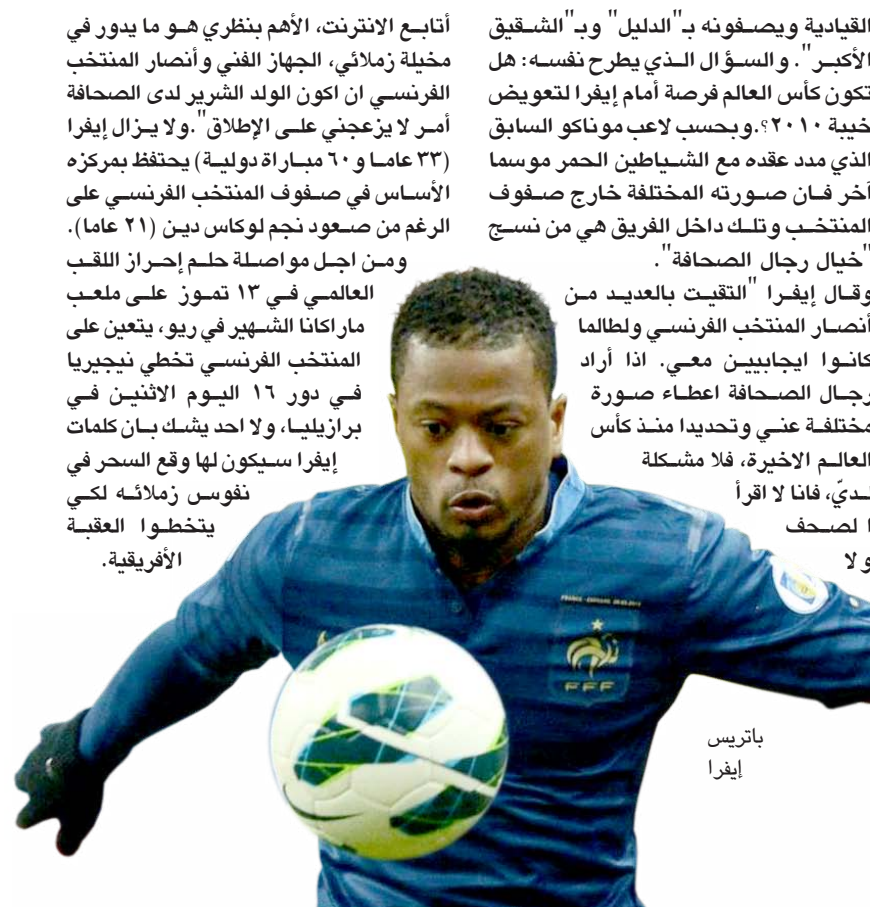 القيادية ويصفونه بـ"الدليل" وبـ"الشقيق
الأكبر". والسؤال الذي يطرح نفسه: هل
تكون كأس العالم فرصة أمام إيفرا لتعويض
خيبة ٢٠١٠؟.وبحسب لاعب موناكو السابق
الذي مدد عقده مع الشياطين الحمر موسما
آخر فان صورته المختلفة خارج صفوف
المنتخب وتلك داخل الفريق هي من نسج
"خيال رجال الصحافة".
وقال إيفرا "التقيت بالعديد من
أنصار المنتخب الفرنسي ولطالما
كانوا ايجابيين معي. اذا أراد
رجال الصحافة اعطاء صورة
مختلفة عني وتحديدا منذ كأس
العالم الاخيرة، فلا مشكلة
لديّ، فانا لا اقرأ
ا لصحف
ولا
أتابع الانترنت، الأهم بنظري هو ما يدور في
مخيلة زملائي، الجهاز الفني وأنصار المنتخب
الفرنسي ان اكون الولد الشرير لدى الصحافة
أمر لا يزعجني على الإطلاق".ولا يزال إيفرا
(٣٣ عاما و٦٠ مباراة دولية) يحتفظ بمركزه
الأساس في صفوف المنتخب الفرنسي على
الرغم من صعود نجم لوكاس دين (٢١ عاما).
ومن اجل مواصلة حلم إحراز اللقب
العالمي في ١٣ تموز على ملعب
ماراكانا الشهير في ريو، يتعين على
المنتخب الفرنسي تخطي نيجيريا
في دور ١٦ اليوم الاثنين في
برازيليا، ولا احد يشك بان كلمات
إيفرا سيكون لها وقع السحر في
نفوس زملائه لكي
يتخطوا العقبة
الأفريقية.
FFF
باتريس
إيفرا